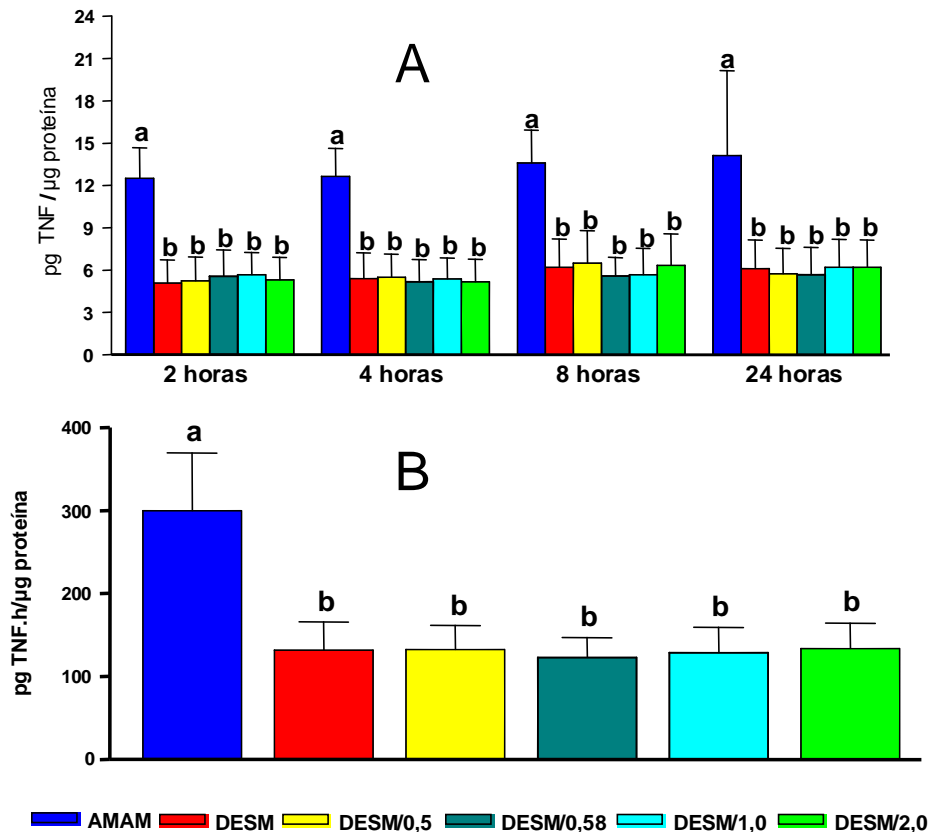 24
21
18
15
12
9
6
3
0
pg TNF / µg proteína
A
a
b b b b b
a
b b b b b
a
b b b b b
a
b b b b b
2 horas 4 horas 8 horas 24 horas
400
300
200
100
0
pg TNF.h/µg proteína
B
a b b b b b
AMAM DESM DESM/0,5 DESM/0,58 DESM/1,0 DESM/2,0